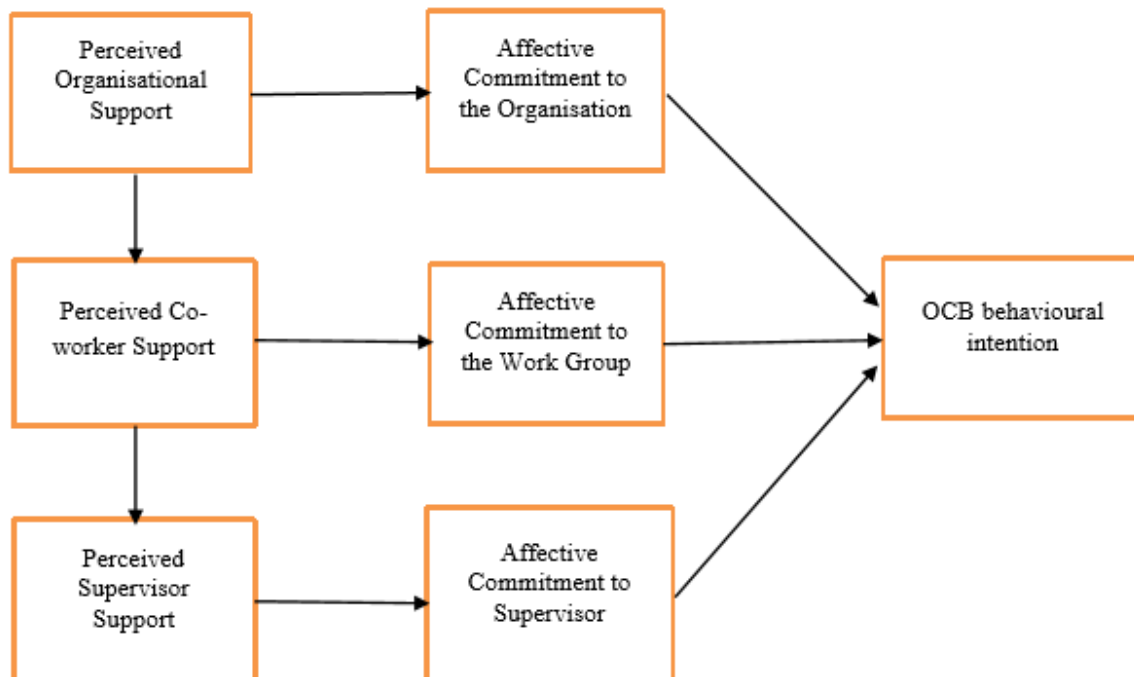 Perceived
Organisational
Support
Affective
Commitment to
the Organisation
Perceived Co-
worker Support
Affective
Commitment to
the Work Group
OCB behavioural
intention
Perceived
Supervisor
Support
Affective
Commitment to
Supervisor